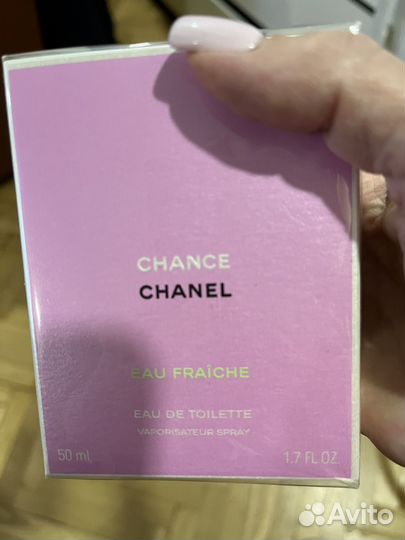 CHANCE
CHANEL
EAU FRAÎCHE
EAU DE TOILETTE
VAPORISATEUR SPRAY
50 ml 1.7 FL.OZ.
Avito